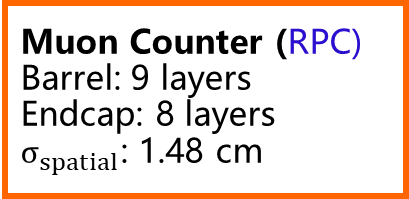 Muon Counter (RPC)
Barrel: 9 layers
Endcap: 8 layers
σspatial: 1.48 cm